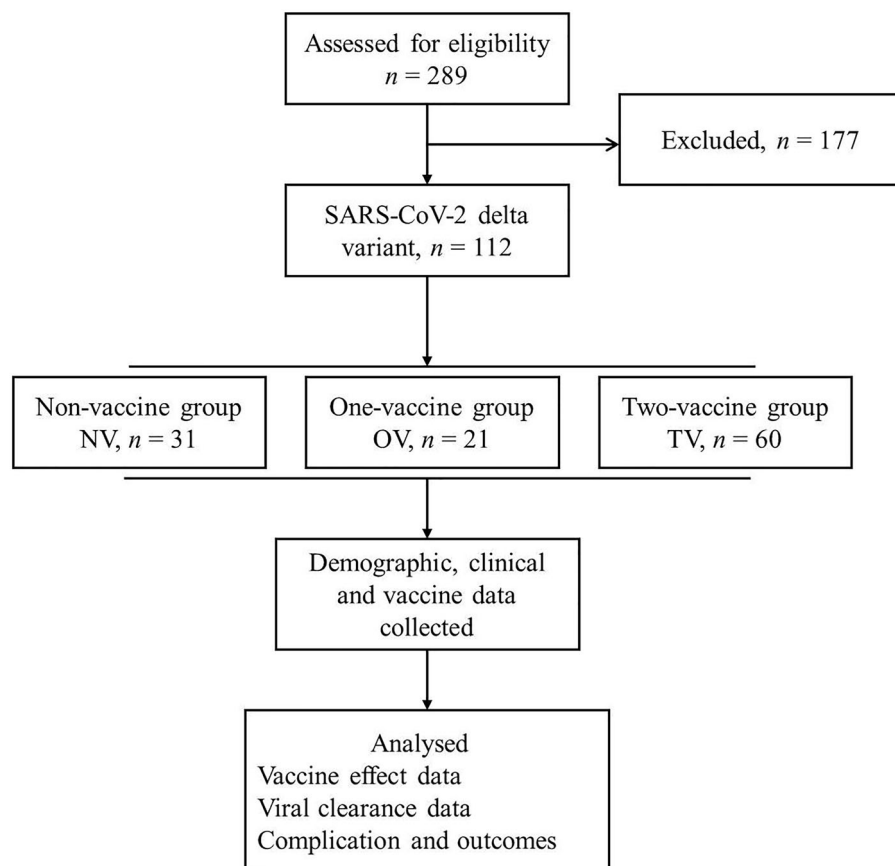 Assessed for eligibility
n = 289
Excluded, n = 177
SARS-CoV-2 delta
variant, n = 112
Non-vaccine group
NV, n = 31
One-vaccine group
OV, n = 21
Two-vaccine group
TV, n = 60
Demographic, clinical
and vaccine data
collected
Analysed
Vaccine effect data
Viral clearance data
Complication and outcomes